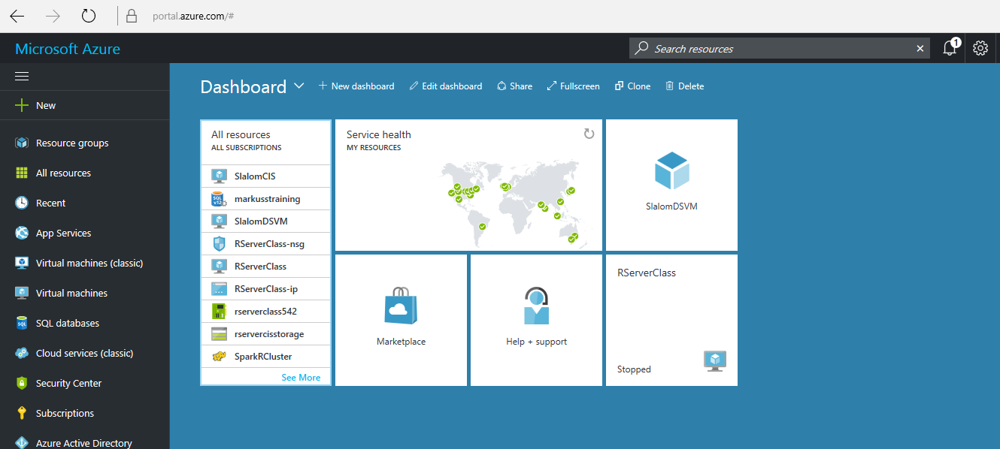 portal.azure.com/#
Microsoft Azure
Search resources
1
Dashboard
New dashboard
Edit dashboard
Share
Fullscreen
Clone
Delete
New
Resource groups
All resources
Recent
App Services
Virtual machines (classic)
Virtual machines
SQL databases
Cloud services (classic)
Security Center
Subscriptions
Azure Active Directory
All resources
ALL SUBSCRIPTIONS
SlalomCIS
markusstraining
SlalomDSVM
RServerClass-nsg
RServerClass
RServerClass-ip
rserverclass542
rservercisstorage
SparkRCluster
See More
Service health
MY RESOURCES
SlalomDSVM
Marketplace
Help + support
RServerClass
Stopped